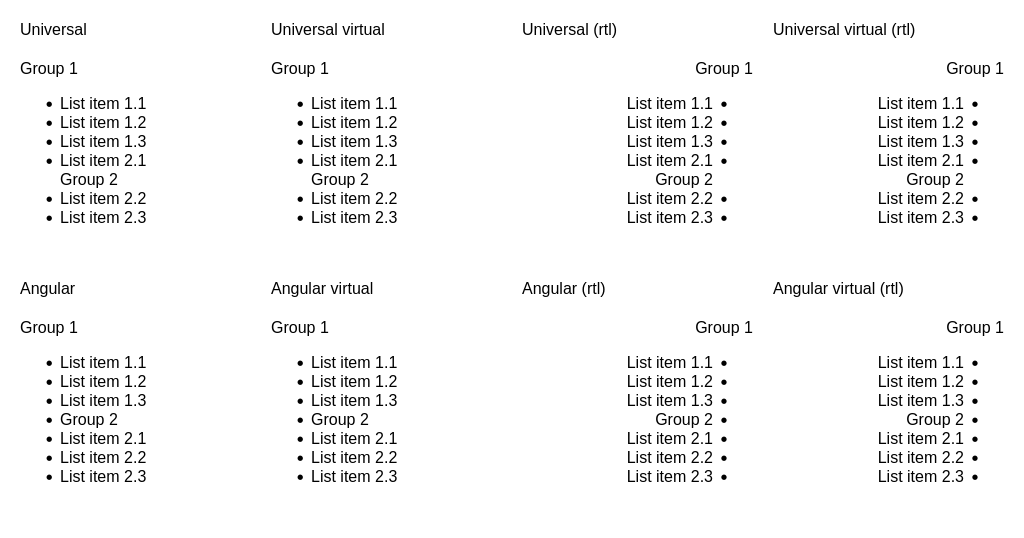 Universal
Group 1
• List item 1.1
• List item 1.2
• List item 1.3
• List item 2.1
Group 2
• List item 2.2
• List item 2.3
Universal virtual
Group 1
• List item 1.1
• List item 1.2
• List item 1.3
• List item 2.1
Group 2
• List item 2.2
• List item 2.3
Universal (rtl)
Group 1
List item 1.1 •
List item 1.2 •
List item 1.3 •
List item 2.1 •
Group 2
List item 2.2 •
List item 2.3 •
Universal virtual (rtl)
Group 1
List item 1.1 •
List item 1.2 •
List item 1.3 •
List item 2.1 •
Group 2
List item 2.2 •
List item 2.3 •
Angular
Group 1
• List item 1.1
• List item 1.2
• List item 1.3
• Group 2
• List item 2.1
• List item 2.2
• List item 2.3
Angular virtual
Group 1
• List item 1.1
• List item 1.2
• List item 1.3
• Group 2
• List item 2.1
• List item 2.2
• List item 2.3
Angular (rtl)
Group 1
List item 1.1 •
List item 1.2 •
List item 1.3 •
Group 2 •
List item 2.1 •
List item 2.2 •
List item 2.3 •
Angular virtual (rtl)
Group 1
List item 1.1 •
List item 1.2 •
List item 1.3 •
Group 2 •
List item 2.1 •
List item 2.2 •
List item 2.3 •